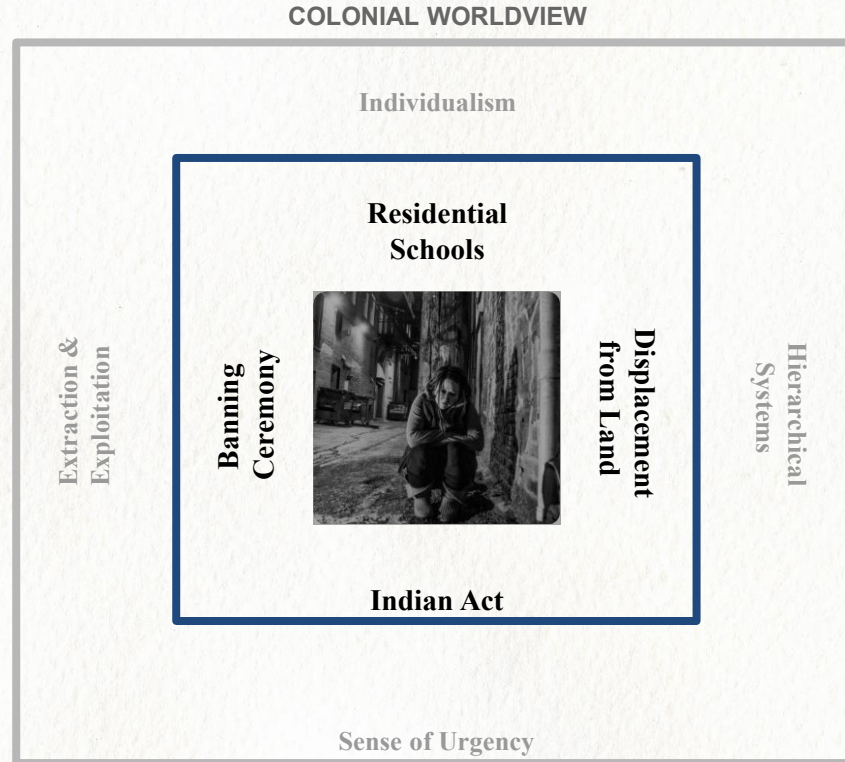 COLONIAL WORLDVIEW
Individualism
Residential
Schools
Extraction &
Exploitation
Banning
Ceremony
Displacement
from Land
Hierarchical
Systems
Indian Act
Sense of Urgency